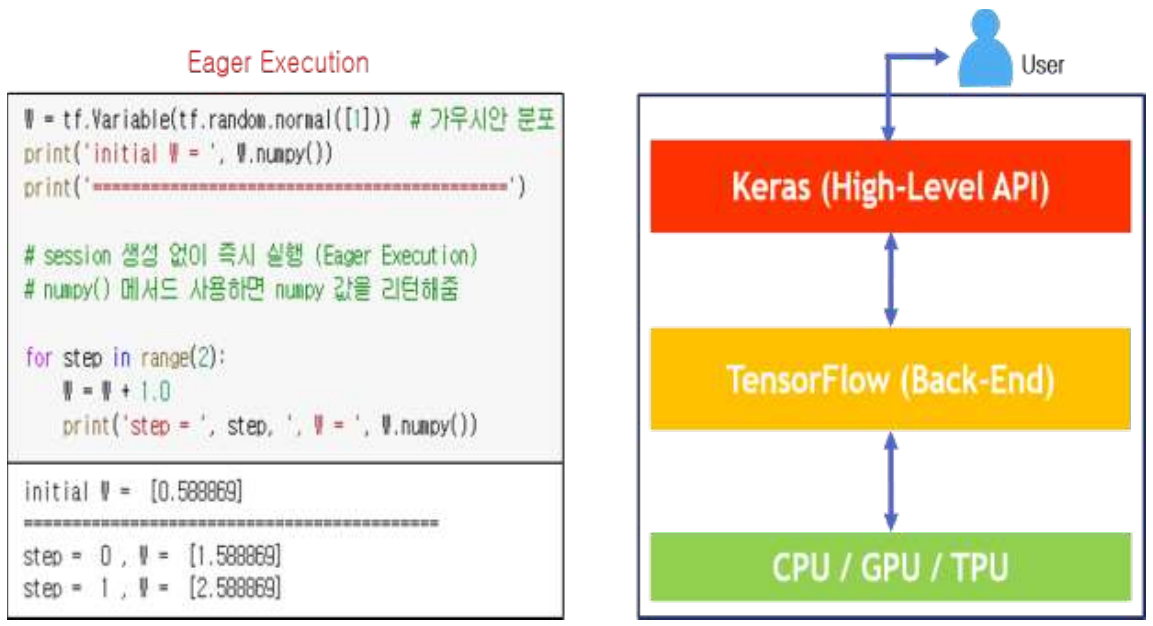 Eager Execution
W = tf.Variable(tf.random.normal([1])) # 가우시안 분포
print('initial W = ', W.numpy())
print('===========================================')
# session 생성 없이 즉시 실행 (Eager Execution)
# numpy() 메서드 사용하면 numpy 값을 리턴해줌
for step in range(2):
W = W + 1.0
print('step = ', step, ', W = ', W.numpy())
initial W =  [0.588869]
===========================================
step =  0 , W =  [1.588869]
step =  1 , W =  [2.588869]
User
Keras (High-Level API)
TensorFlow (Back-End)
CPU / GPU / TPU